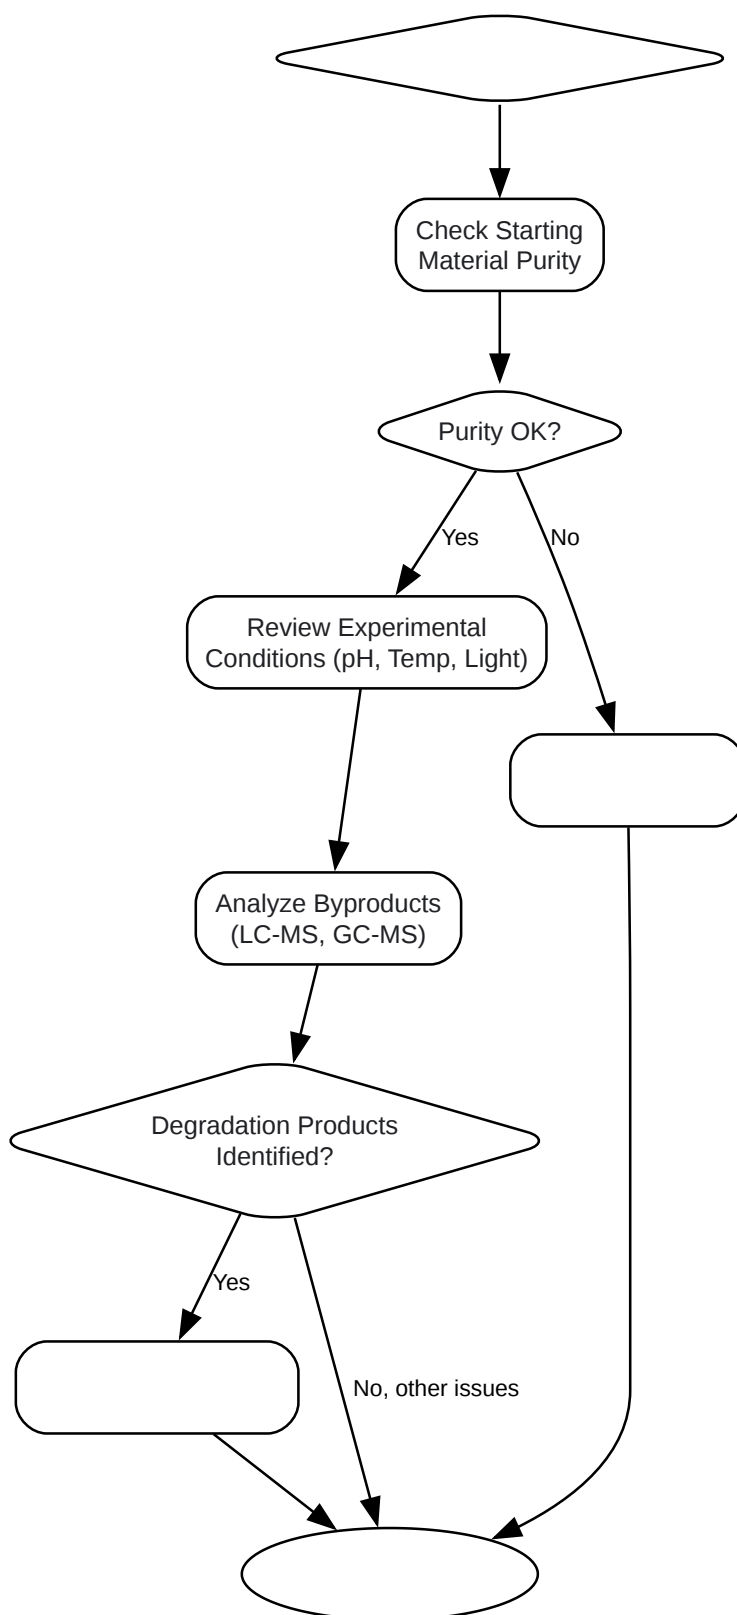 Check Starting
Material Purity
Purity OK?
Yes
No
Review Experimental
Conditions (pH, Temp, Light)
Analyze Byproducts
(LC-MS, GC-MS)
Degradation Products
Identified?
Yes
No, other issues